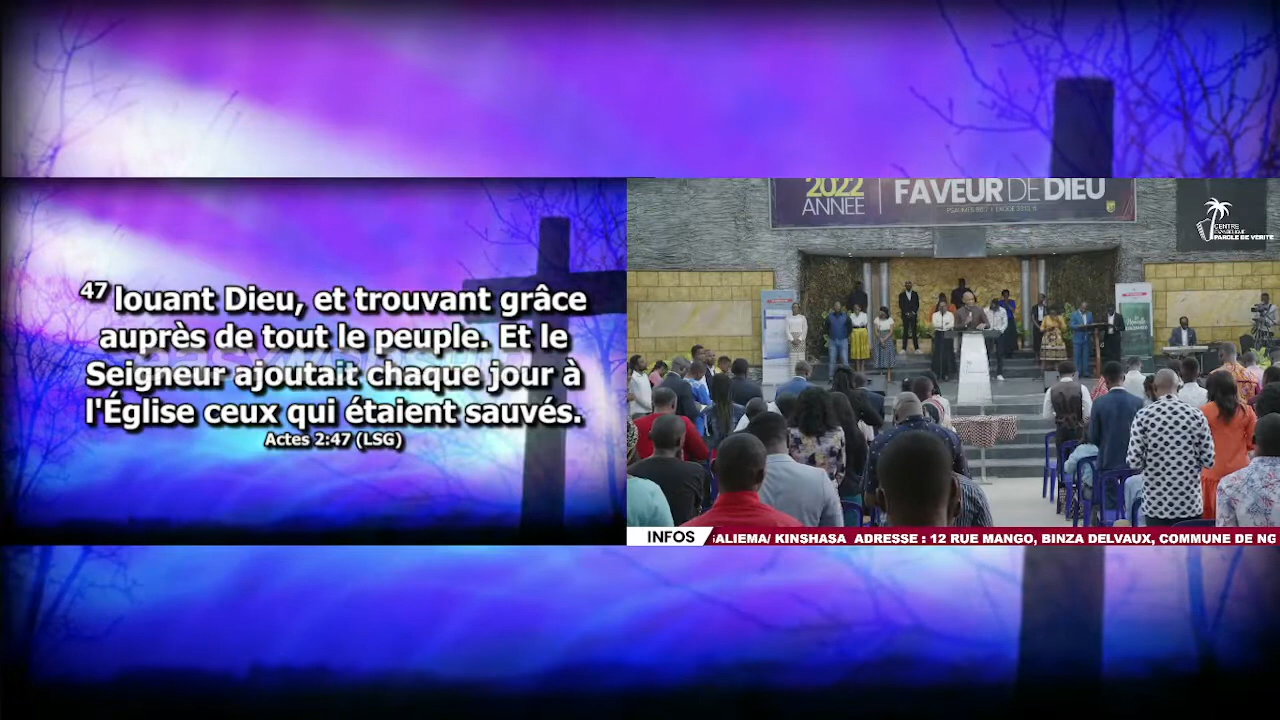 47 louant Dieu, et trouvant grâce
auprès de tout le peuple. Et le
Seigneur ajoutait chaque jour à
l'Église ceux qui étaient sauvés.
Actes 2:47 (LSG)
2022
ANNEE
FAVEUR DE DIEU
CENTRE
PAROLE DE VERITE
INFOS
GALIEMA/ KINSHASA ADRESSE : 12 RUE MANGO, BINZA DELVAUX, COMMUNE DE NG